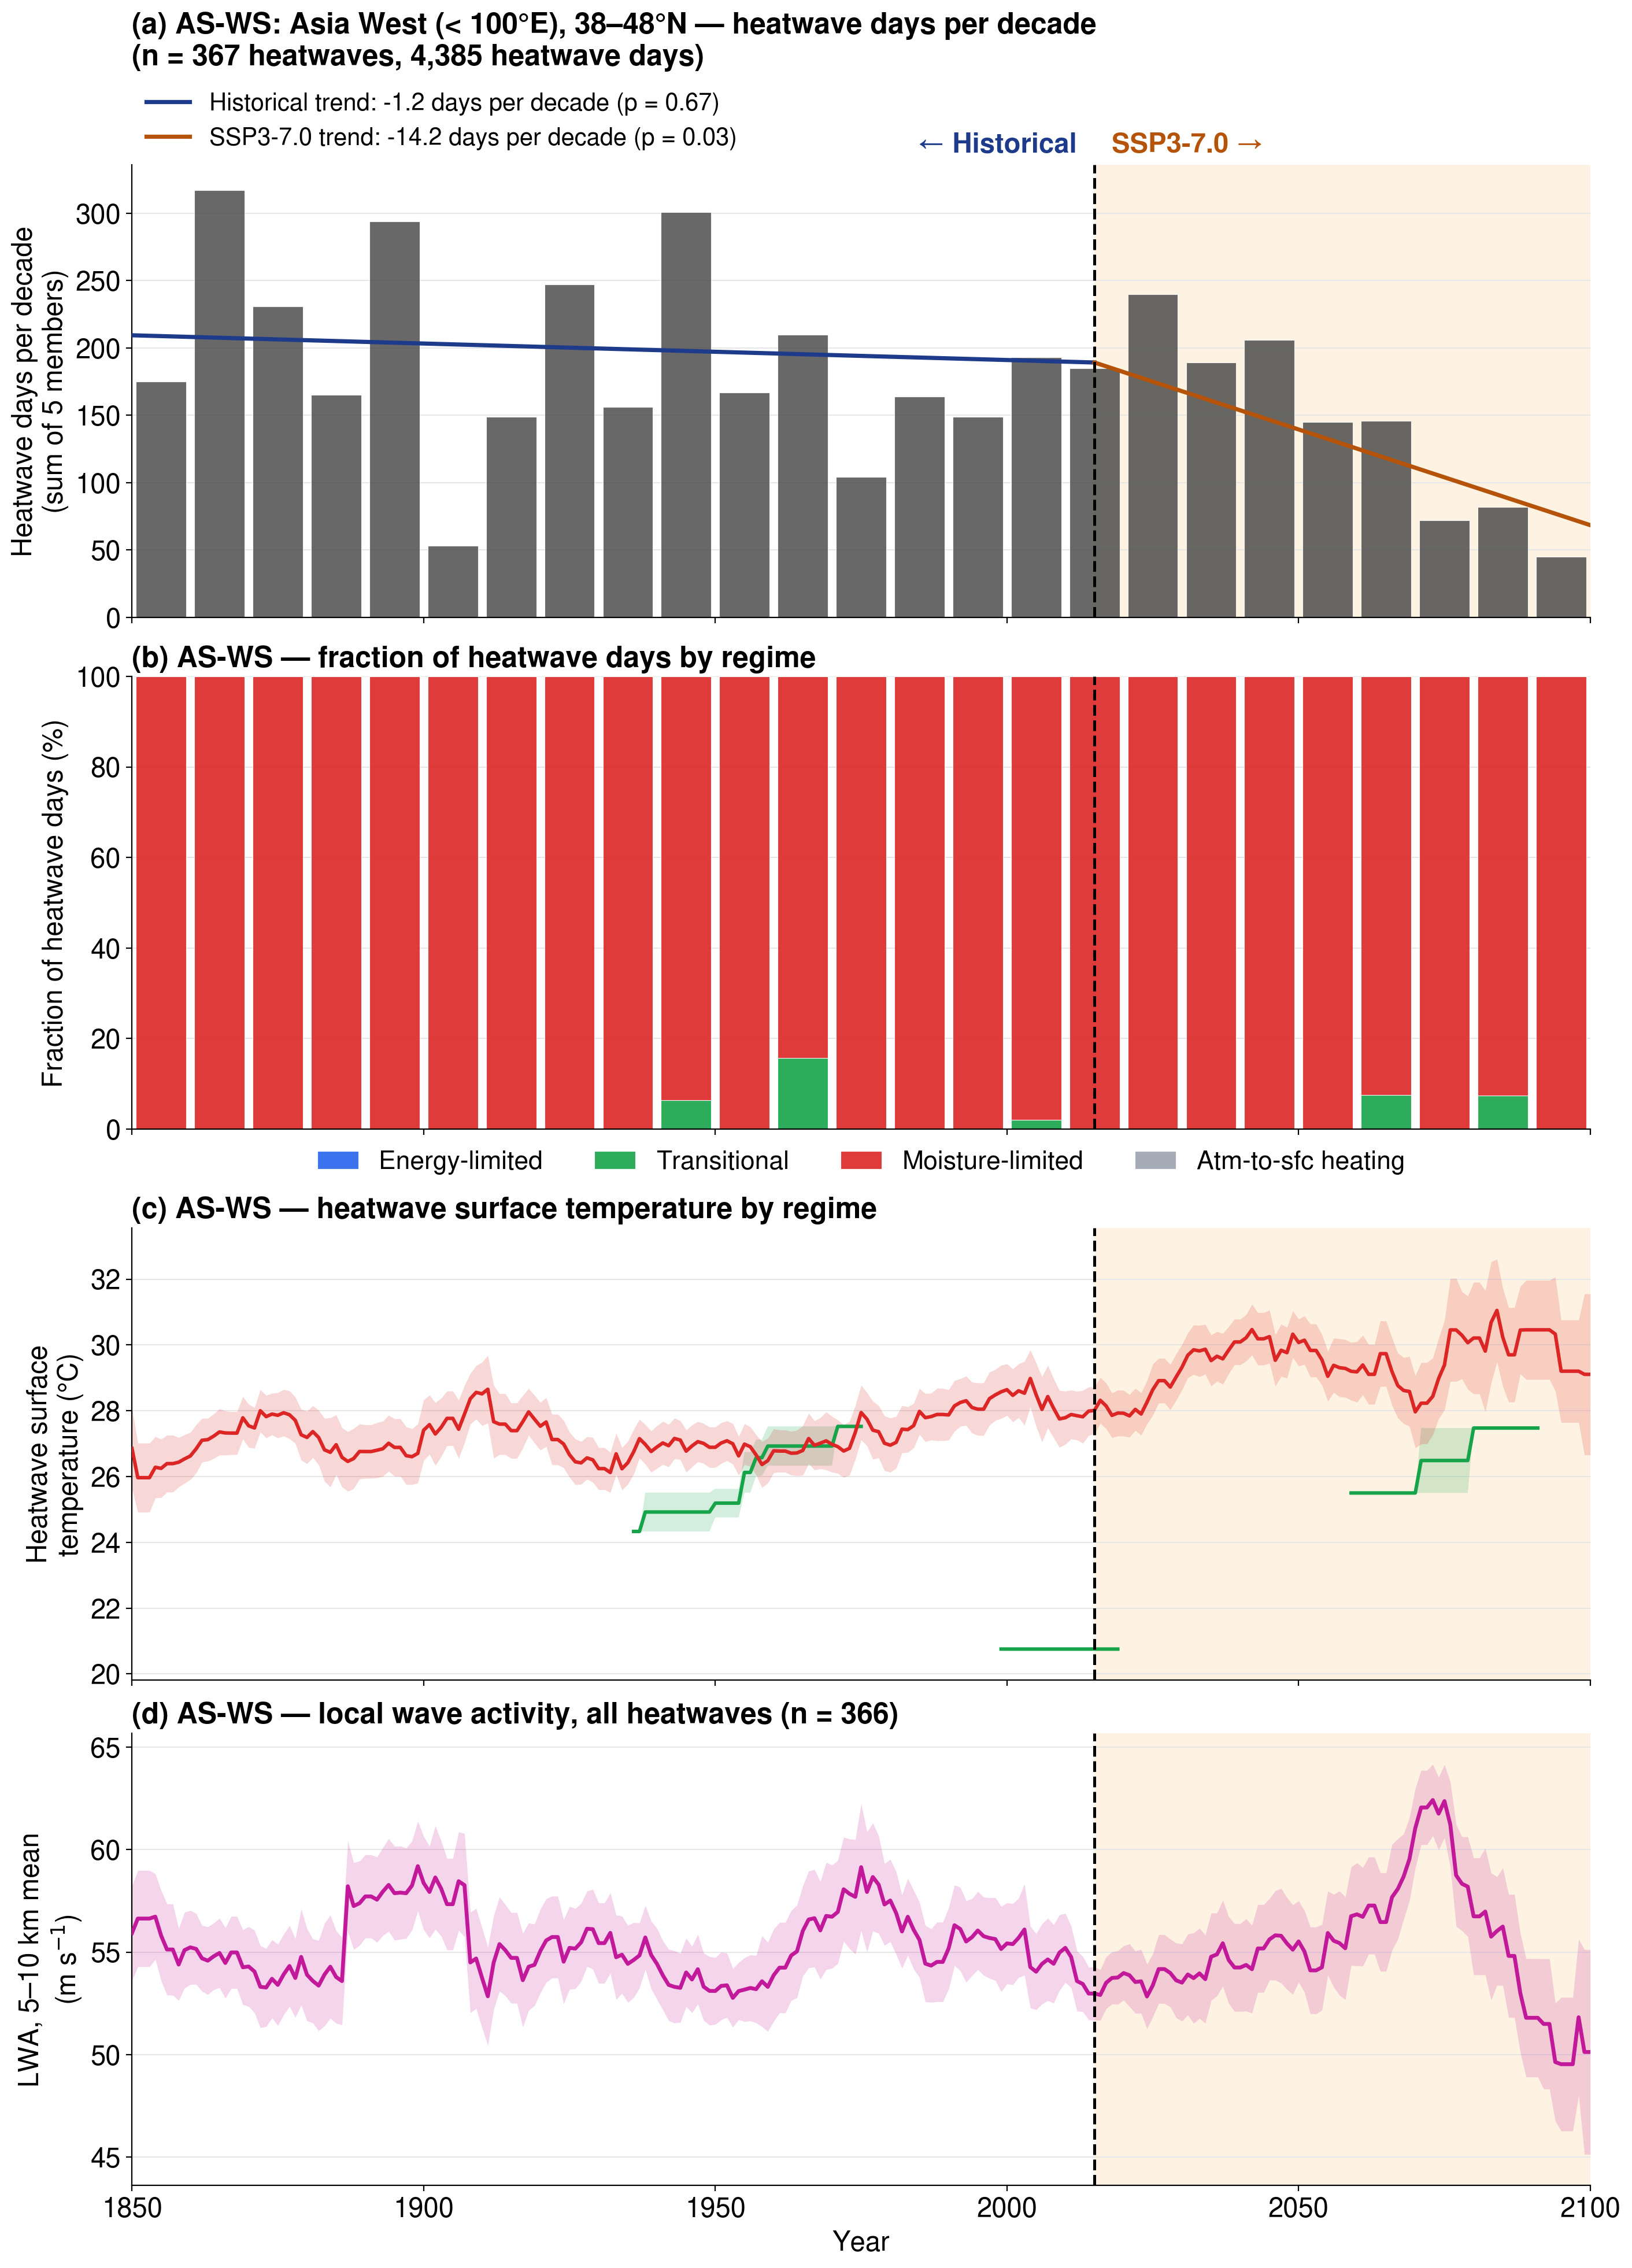 (a) AS-WS: Asia West (< 100°E), 38–48°N — heatwave days per decade
(n = 367 heatwaves, 4,385 heatwave days)
Historical trend: -1.2 days per decade (p = 0.67)
SSP3-7.0 trend: -14.2 days per decade (p = 0.03)
← Historical
SSP3-7.0 →
Heatwave days per decade
(sum of 5 members)
300
250
200
150
100
50
0
(b) AS-WS — fraction of heatwave days by regime
Fraction of heatwave days (%)
100
80
60
40
20
0
Energy-limited
Transitional
Moisture-limited
Atm-to-sfc heating
(c) AS-WS — heatwave surface temperature by regime
Heatwave surface
temperature (°C)
32
30
28
26
24
22
20
(d) AS-WS — local wave activity, all heatwaves (n = 366)
LWA, 5–10 km mean
(m s⁻¹)
65
60
55
50
45
1850
1900
1950
2000
2050
2100
Year